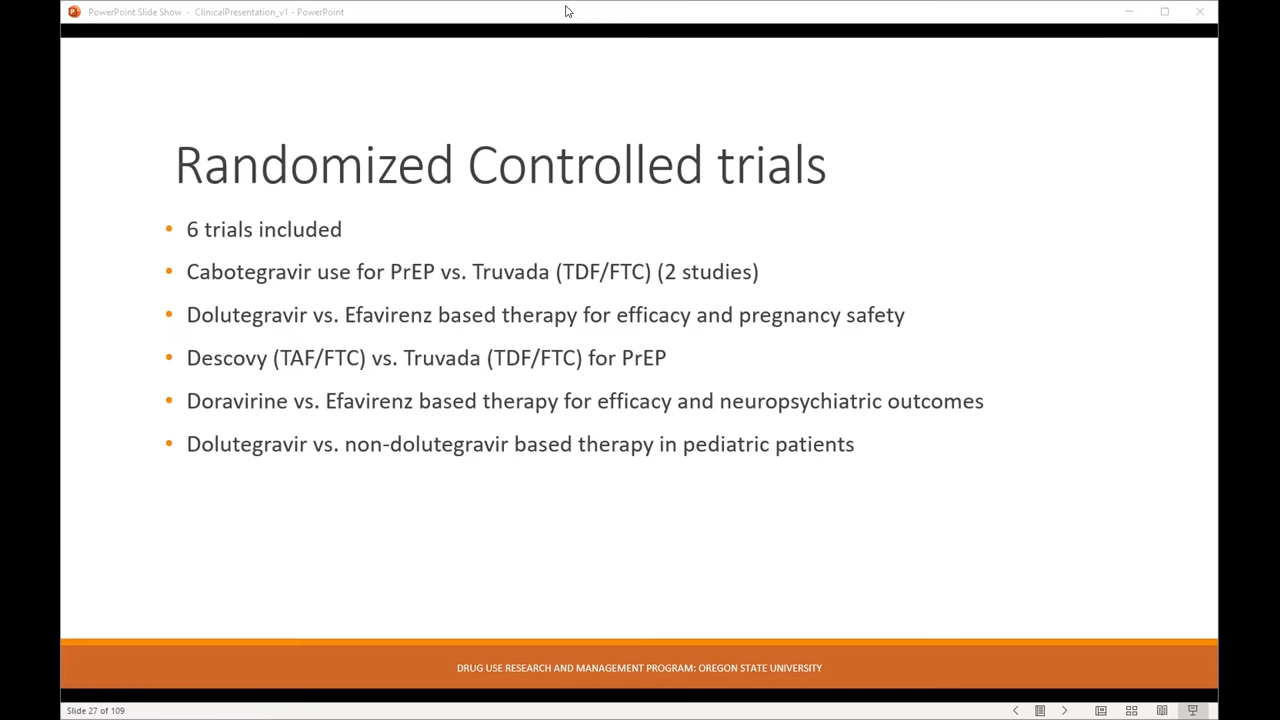 PowerPoint Slide Show - ClinicalPresentation_v1 - PowerPoint
Randomized Controlled trials
• 6 trials included
• Cabotegravir use for PrEP vs. Truvada (TDF/FTC) (2 studies)
• Dolutegravir vs. Efavirenz based therapy for efficacy and pregnancy safety
• Descovy (TAF/FTC) vs. Truvada (TDF/FTC) for PrEP
• Doravirine vs. Efavirenz based therapy for efficacy and neuropsychiatric outcomes
• Dolutegravir vs. non-dolutegravir based therapy in pediatric patients
DRUG USE RESEARCH AND MANAGEMENT PROGRAM: OREGON STATE UNIVERSITY
Slide 27 of 109